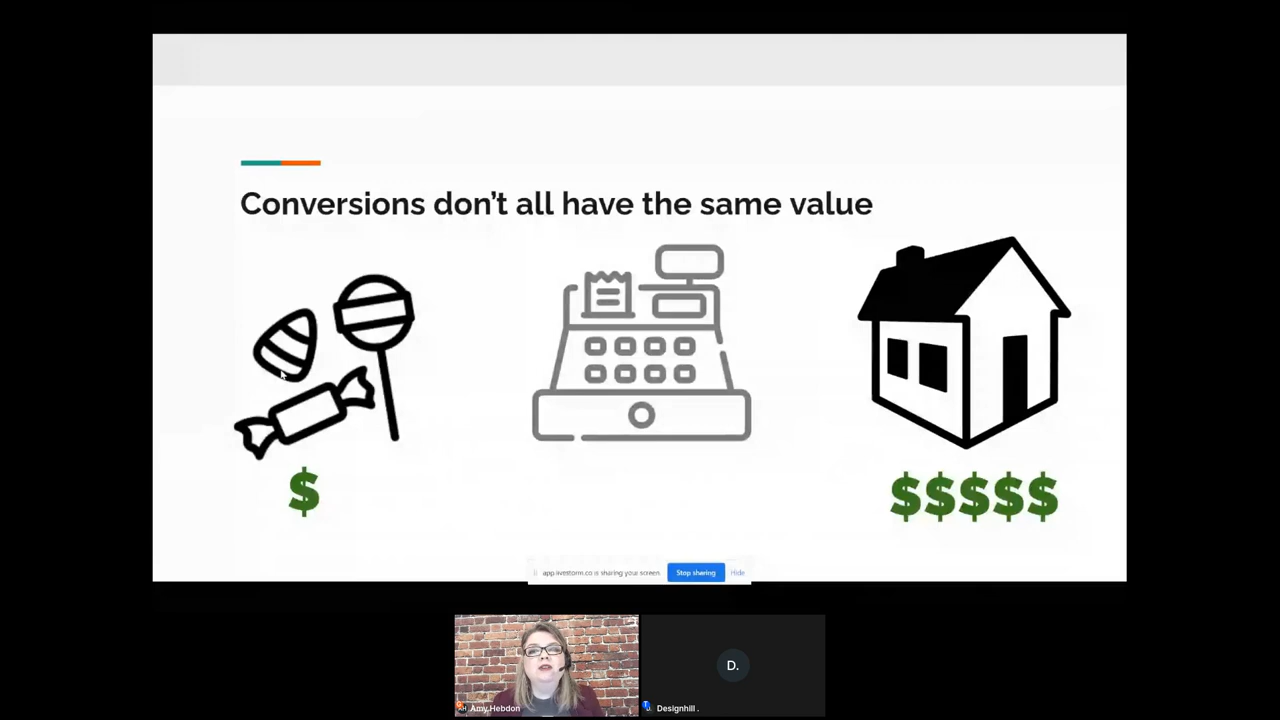 Conversions don't all have the same value
$
$$$$$
app.livestorm.co is sharing your screen.
Stop sharing
Hide
Amy Hebdon
D.
Designhill .